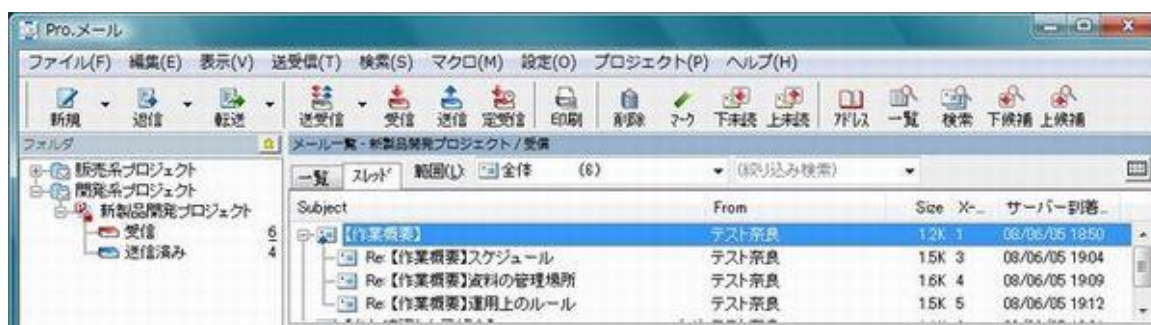 Pro.メール
ファイル(F) 編集(E) 表示(V) 送受信(T) 検索(S) マクロ(M) 設定(O) プロジェクト(P) ヘルプ(H)
新規 返信 転送 送受信 受信 送信 定受信 印刷 削除 マーク 下未読 上未読 アドレス 一覧 検索 下候補 上候補
フォルダ
メール一覧 - 新製品開発プロジェクト / 受信
販売系プロジェクト
開発系プロジェクト
新製品開発プロジェクト
受信 6
送信済み 4
一覧 スレッド 範囲(L): 全体 (6) (絞り込み検索)
Subject From Size X-... サーバー到着...
【作業概要】 テスト奈良 1.2K 1 08/06/05 18:50
Re:【作業概要】スケジュール テスト奈良 1.5K 3 08/06/05 19:04
Re:【作業概要】資料の管理場所 テスト奈良 1.6K 4 08/06/05 19:09
Re:【作業概要】運用上のルール テスト奈良 1.5K 5 08/06/05 19:12